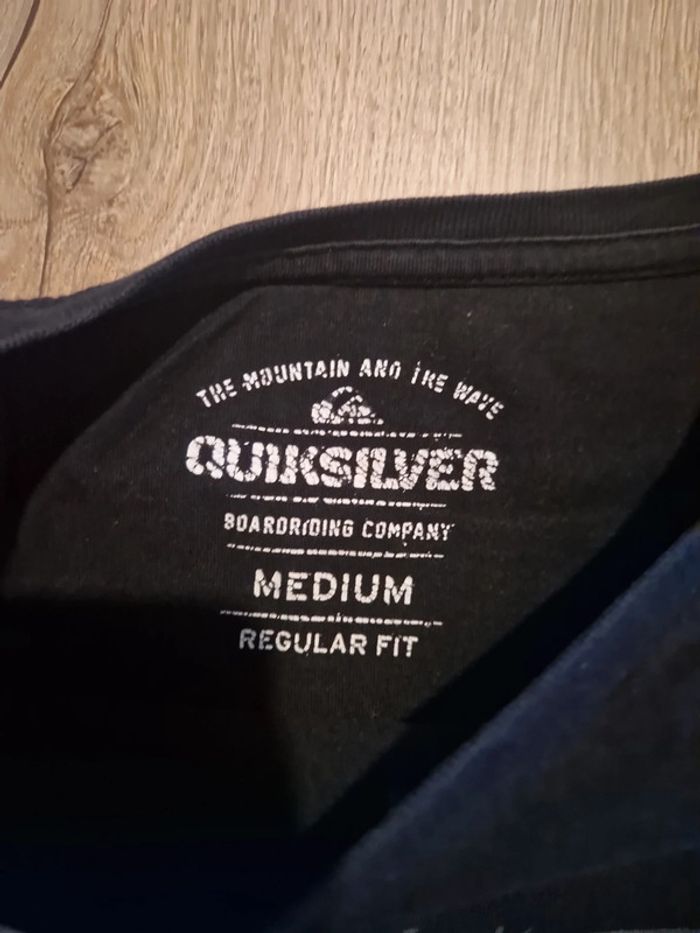 THE MOUNTAIN AND THE WAVE
QUIKSILVER
BOARDRIDING COMPANY
MEDIUM
REGULAR FIT